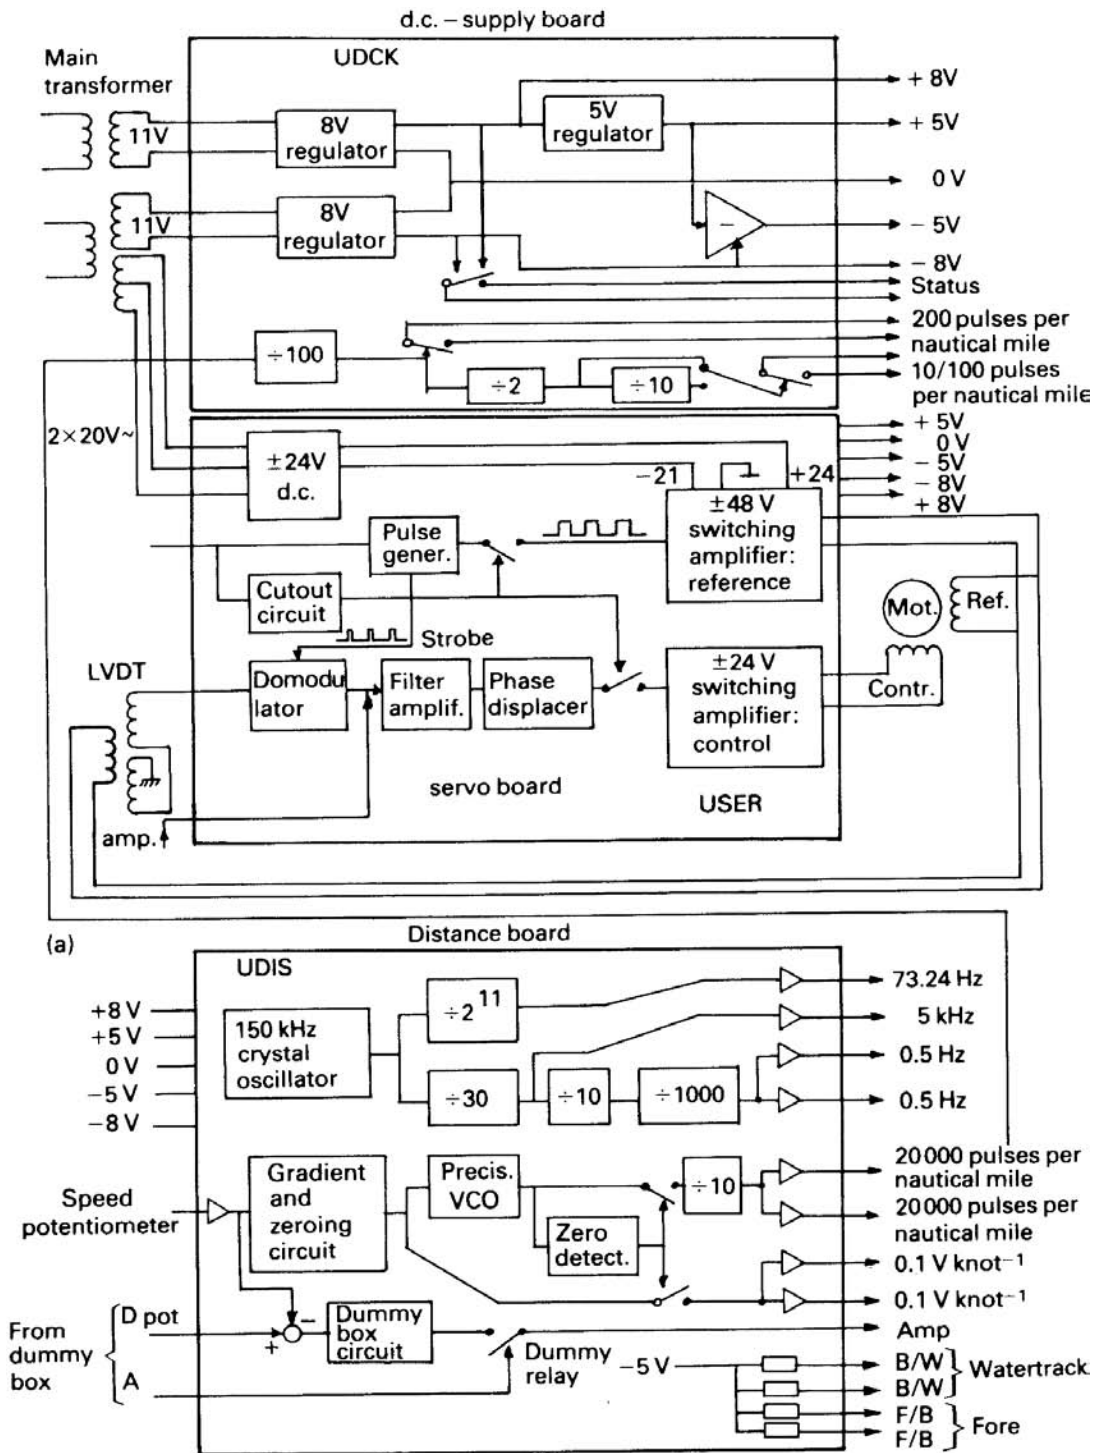 d.c. – supply board
UDCK
Main
transformer
11V
8V
regulator
5V
regulator
+ 8V
+ 5V
0 V
11V
8V
regulator
–
– 5V
– 8V
Status
÷100
÷2
÷10
200 pulses per
nautical mile
10/100 pulses
per nautical mile
2×20V~
±24V
d.c.
–21
+24
+ 5V
0V
– 5V
– 8V
+ 8V
Pulse
gener.
±48 V
switching
amplifier:
reference
Cutout
circuit
Strobe
Mot.
Ref.
LVDT
Domodu
lator
Filter
amplif.
Phase
displacer
±24 V
switching
amplifier:
control
Contr.
servo board
USER
amp.
(a)
Distance board
UDIS
+8 V
+5 V
0 V
–5 V
–8 V
150 kHz
crystal
oscillator
÷2 11
÷30
÷10
÷1000
73.24 Hz
5 kHz
0.5 Hz
0.5 Hz
Speed
potentiometer
Gradient
and
zeroing
circuit
Precis.
VCO
Zero
detect.
÷10
20000 pulses per
nautical mile
20000 pulses per
nautical mile
0.1 V knot⁻¹
0.1 V knot⁻¹
From
dummy
box
D pot
A
+
–
Dummy
box
circuit
Dummy
relay
Amp
–5 V
B/W
B/W
Watertrack
F/B
F/B
Fore